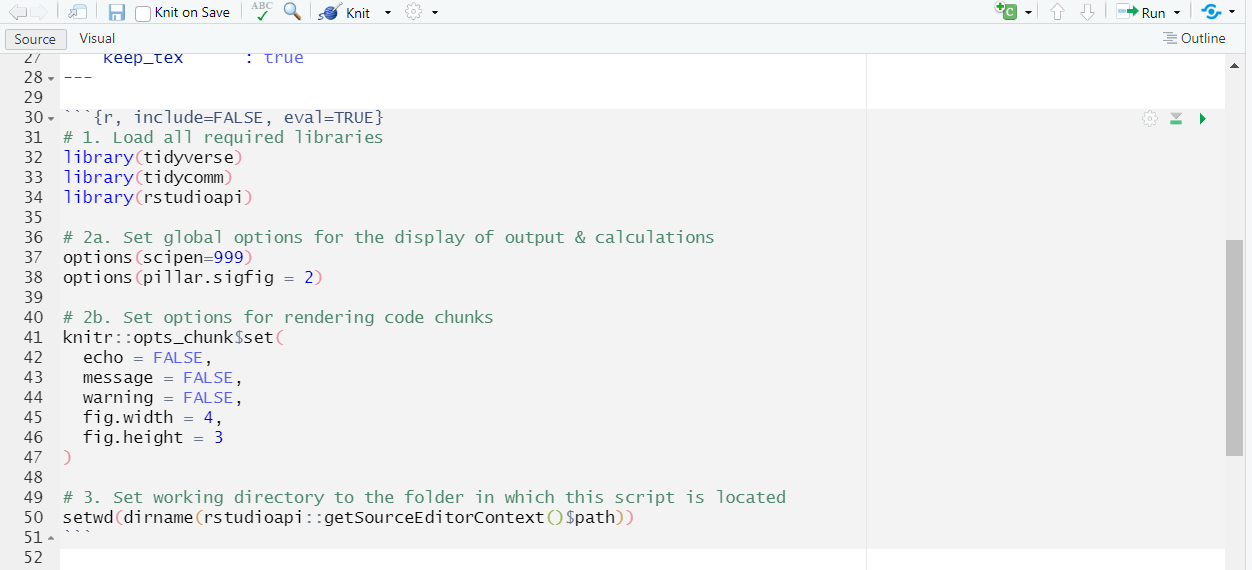 Knit on Save ABC Knit C Run
Source Visual Outline
27 keep_tex : true
28 ---
29
30 ```{r, include=FALSE, eval=TRUE}
31 # 1. Load all required libraries
32 library(tidyverse)
33 library(tidycomm)
34 library(rstudioapi)
35
36 # 2a. Set global options for the display of output & calculations
37 options(scipen=999)
38 options(pillar.sigfig = 2)
39
40 # 2b. Set options for rendering code chunks
41 knitr::opts_chunk$set(
42   echo = FALSE,
43   message = FALSE,
44   warning = FALSE,
45   fig.width = 4,
46   fig.height = 3
47 )
48
49 # 3. Set working directory to the folder in which this script is located
50 setwd(dirname(rstudioapi::getSourceEditorContext()$path))
51 ```
52